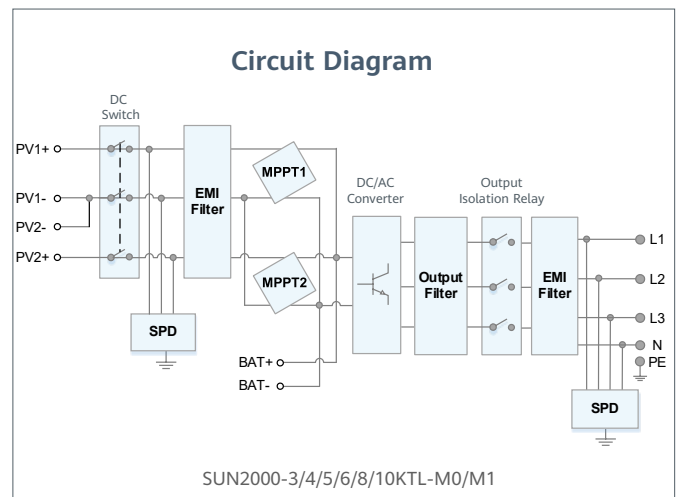 Circuit Diagram
DC
Switch
PV1+
PV1-
PV2-
PV2+
EMI
Filter
SPD
MPPT1
MPPT2
BAT+
BAT-
DC/AC
Converter
Output
Filter
Output
Isolation Relay
EMI
Filter
L1
L2
L3
N
PE
SPD
SUN2000-3/4/5/6/8/10KTL-M0/M1